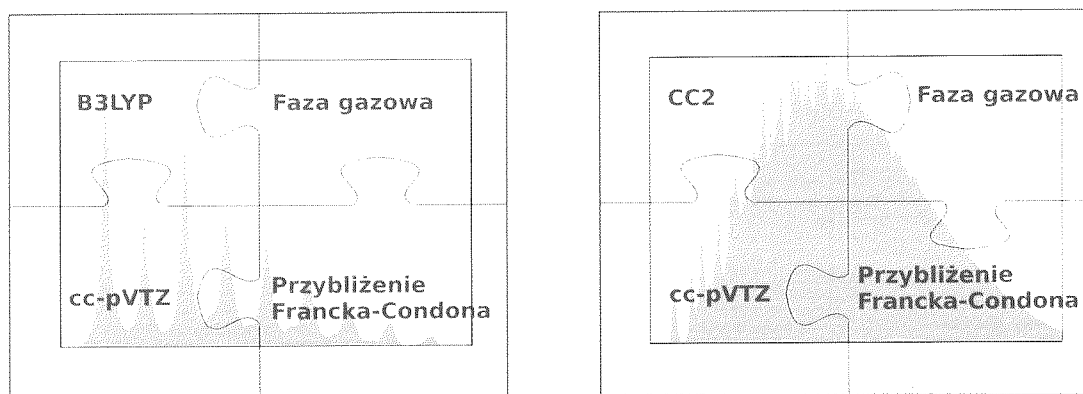 B3LYP
Faza gazowa
cc-pVTZ
Przybliżenie
Francka-Condona
CC2
Faza gazowa
cc-pVTZ
Przybliżenie
Francka-Condona